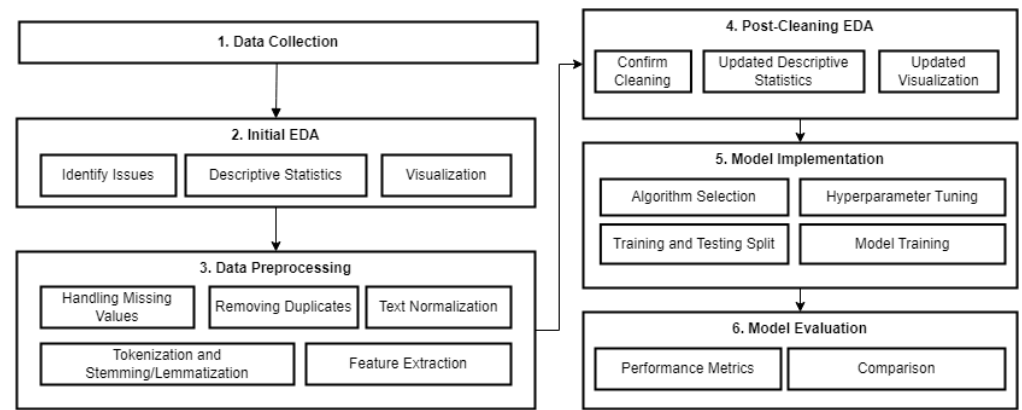 1. Data Collection
2. Initial EDA
Identify Issues
Descriptive Statistics
Visualization
3. Data Preprocessing
Handling Missing
Values
Removing Duplicates
Text Normalization
Tokenization and
Stemming/Lemmatization
Feature Extraction
4. Post-Cleaning EDA
Confirm
Cleaning
Updated Descriptive
Statistics
Updated
Visualization
5. Model Implementation
Algorithm Selection
Hyperparameter Tuning
Training and Testing Split
Model Training
6. Model Evaluation
Performance Metrics
Comparison